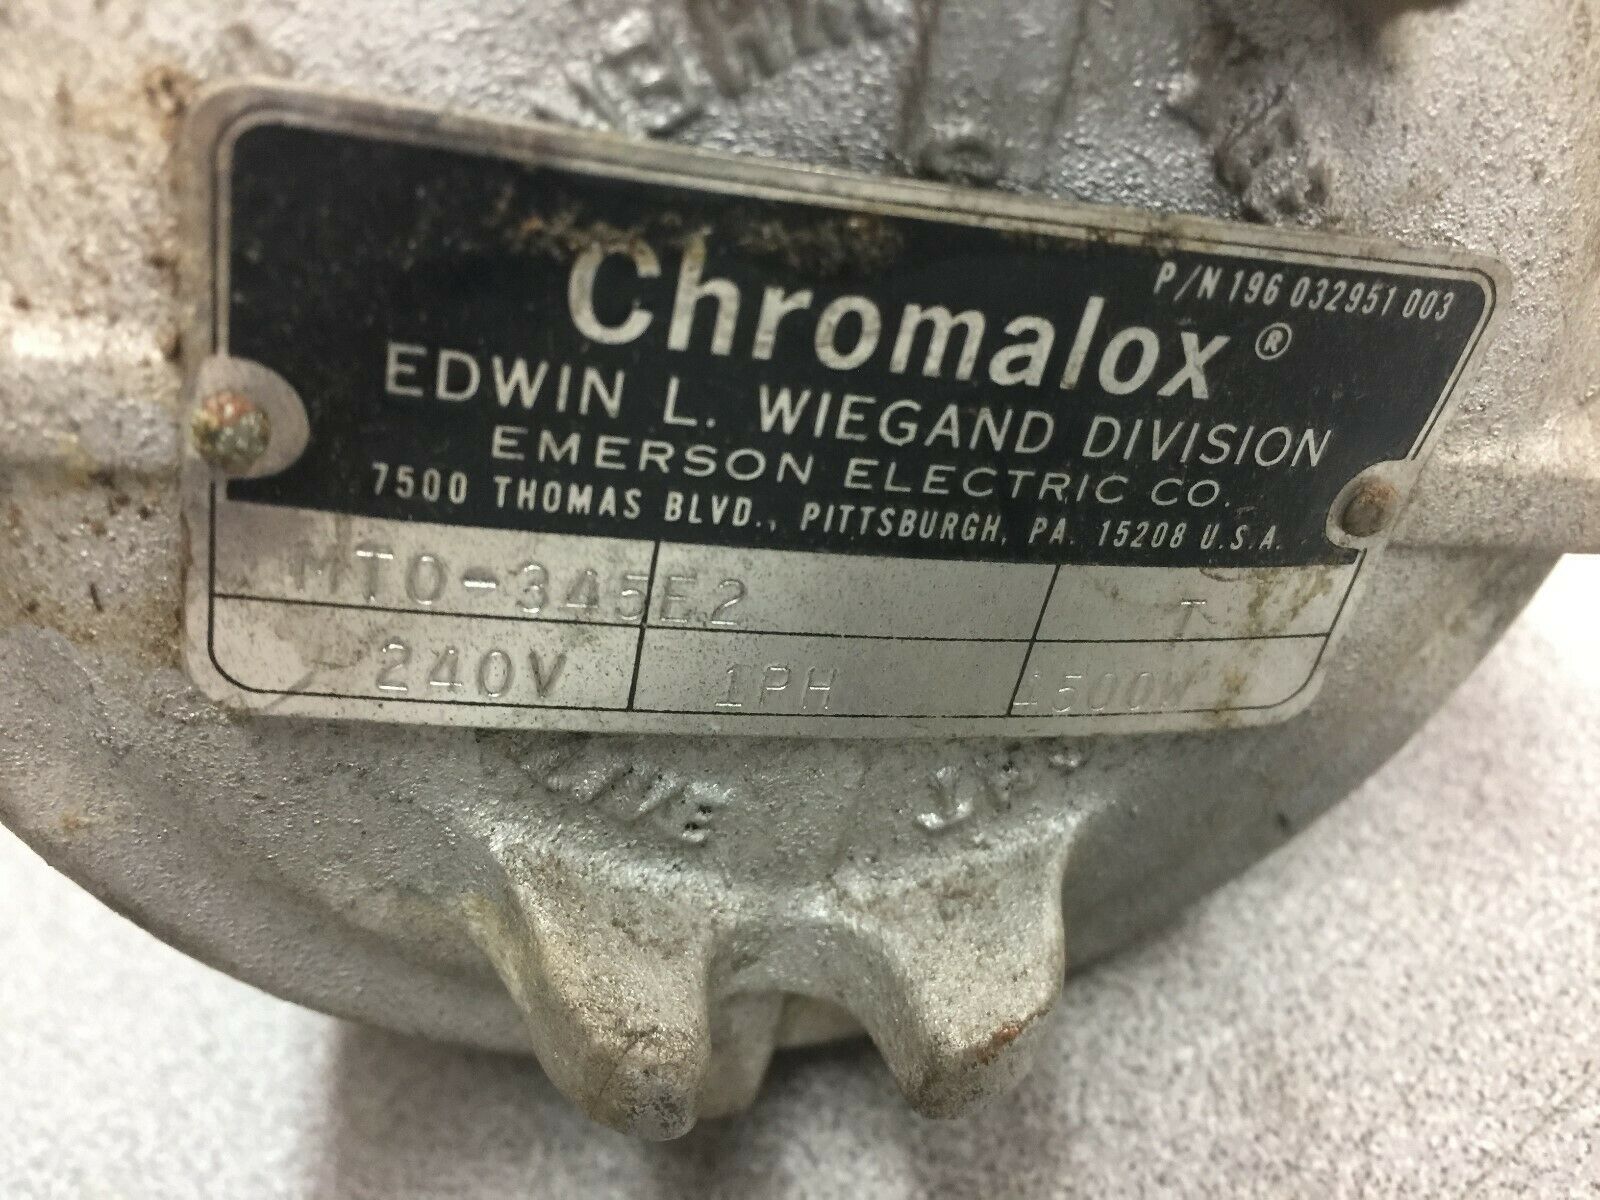 P/N 196 032951 003
Chromalox®
EDWIN L. WIEGAND DIVISION
EMERSON ELECTRIC CO.
7500 THOMAS BLVD., PITTSBURGH, PA. 15208 U.S.A.
MTO-345E2 T
240V 1PH 1500W